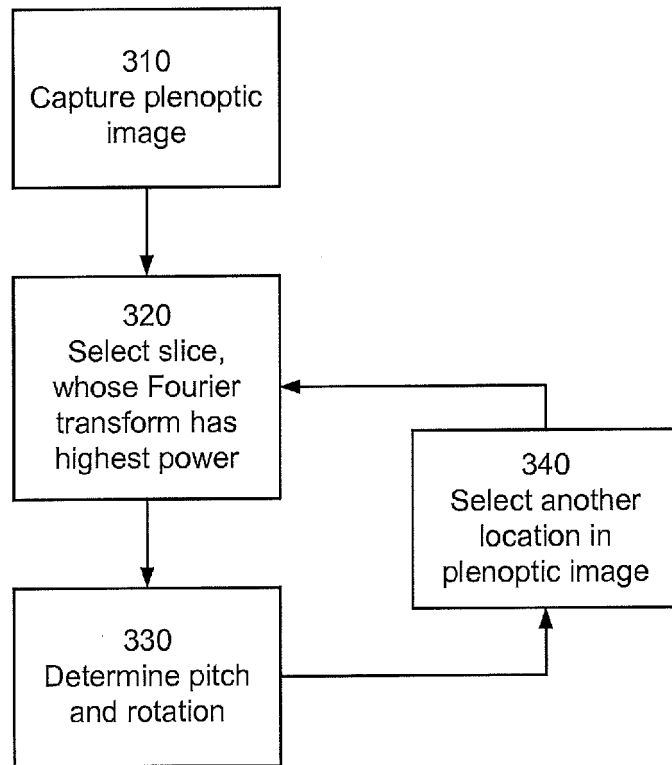 310
Capture plenoptic
image
320
Select slice,
whose Fourier
transform has
highest power
330
Determine pitch
and rotation
340
Select another
location in
plenoptic image